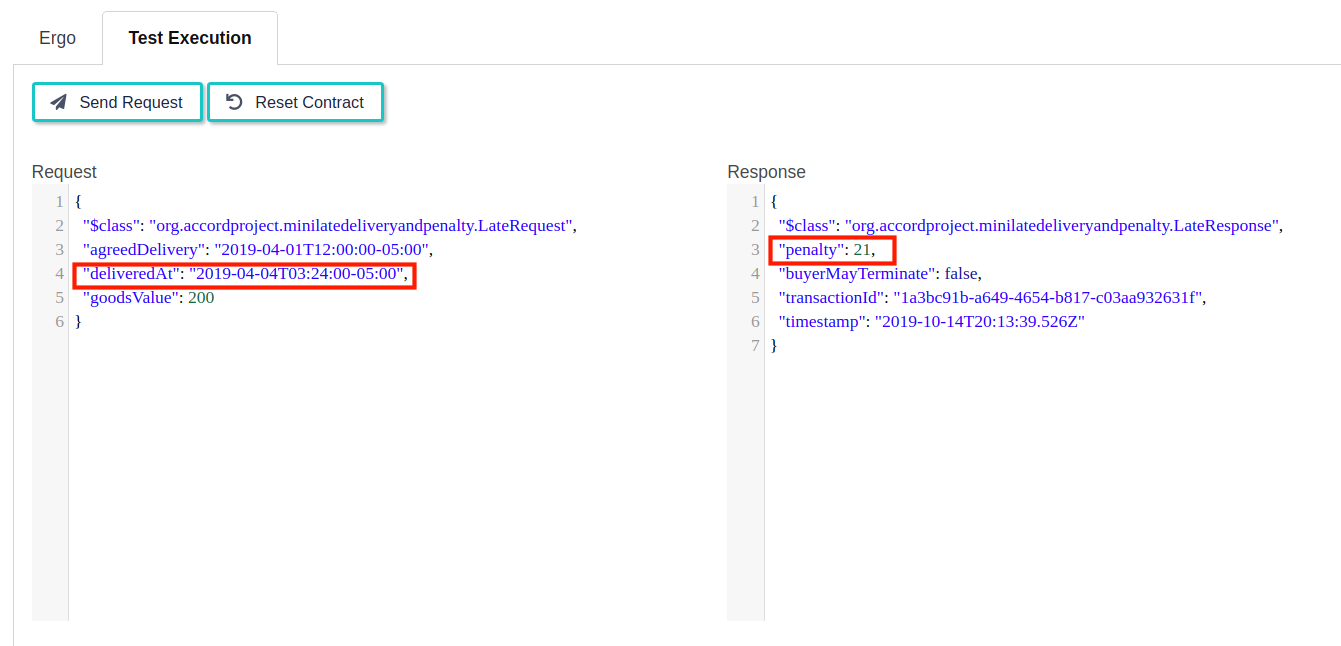 Ergo
Test Execution
Send Request
Reset Contract
Request
1 {
2 "$class": "org.accordproject.minilatedeliveryandpenalty.LateRequest",
3 "agreedDelivery": "2019-04-01T12:00:00-05:00",
4 "deliveredAt": "2019-04-04T03:24:00-05:00",
5 "goodsValue": 200
6 }
Response
1 {
2 "$class": "org.accordproject.minilatedeliveryandpenalty.LateResponse",
3 "penalty": 21,
4 "buyerMayTerminate": false,
5 "transactionId": "1a3bc91b-a649-4654-b817-c03aa932631f",
6 "timestamp": "2019-10-14T20:13:39.526Z"
7 }